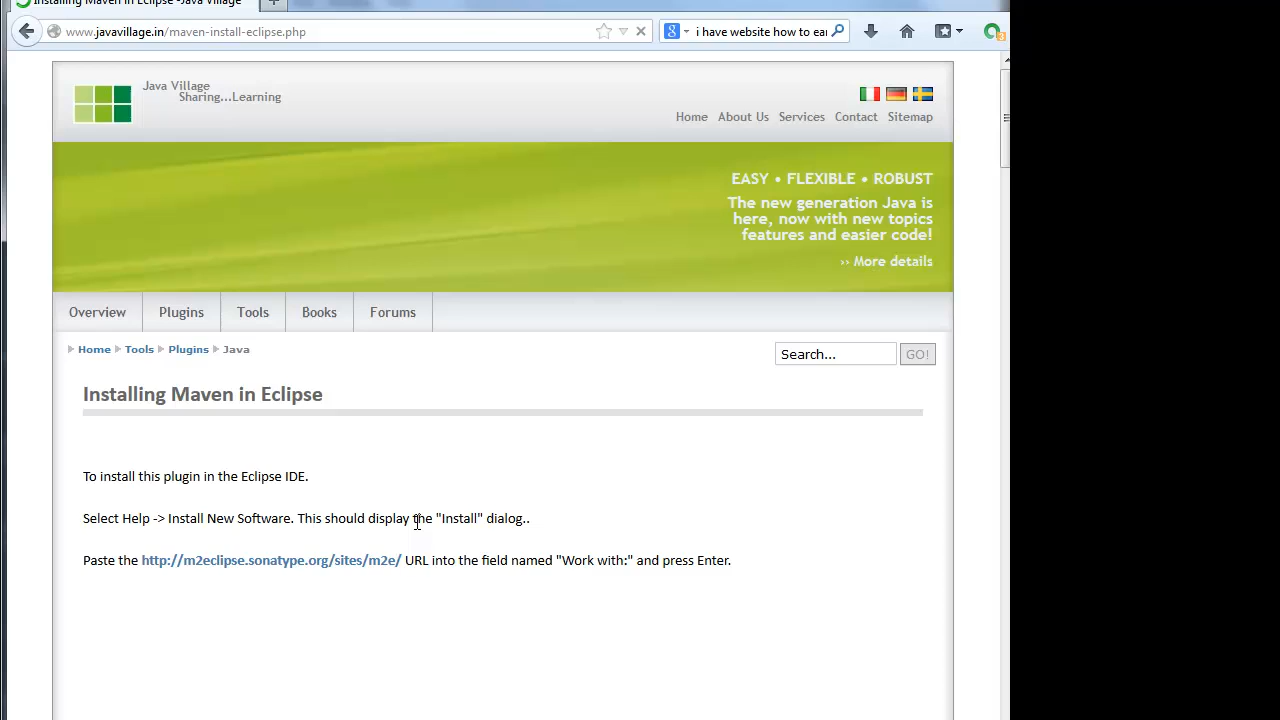 Installing Maven in Eclipse -Java Village
www.javavillage.in/maven-install-eclipse.php
i have website how to ear
3
Java Village
Sharing...Learning
Home About Us Services Contact Sitemap
EASY • FLEXIBLE • ROBUST
The new generation Java is
here, now with new topics
features and easier code!
>> More details
Overview Plugins Tools Books Forums
Home Tools Plugins Java
Search... GO!
Installing Maven in Eclipse
To install this plugin in the Eclipse IDE.
Select Help -> Install New Software. This should display the "Install" dialog..
Paste the http://m2eclipse.sonatype.org/sites/m2e/ URL into the field named "Work with:" and press Enter.